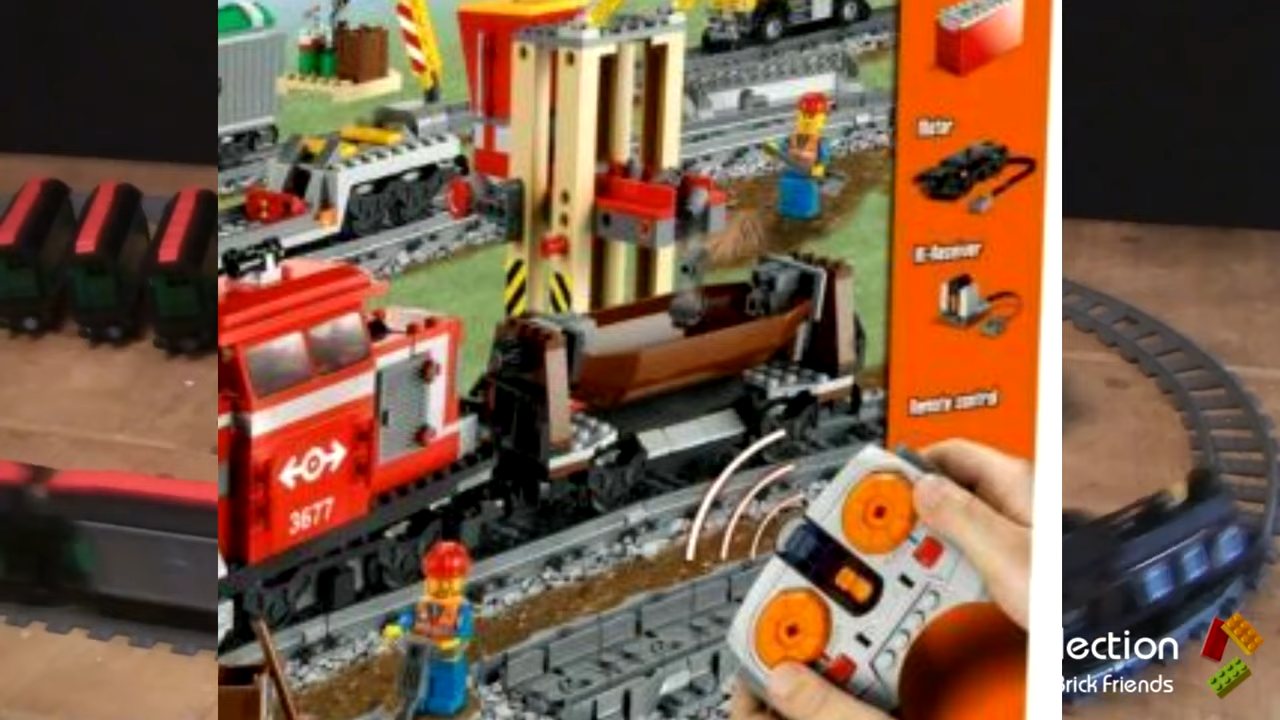 Motor
IR-Receiver
Remote control
3677
lection
Brick Friends